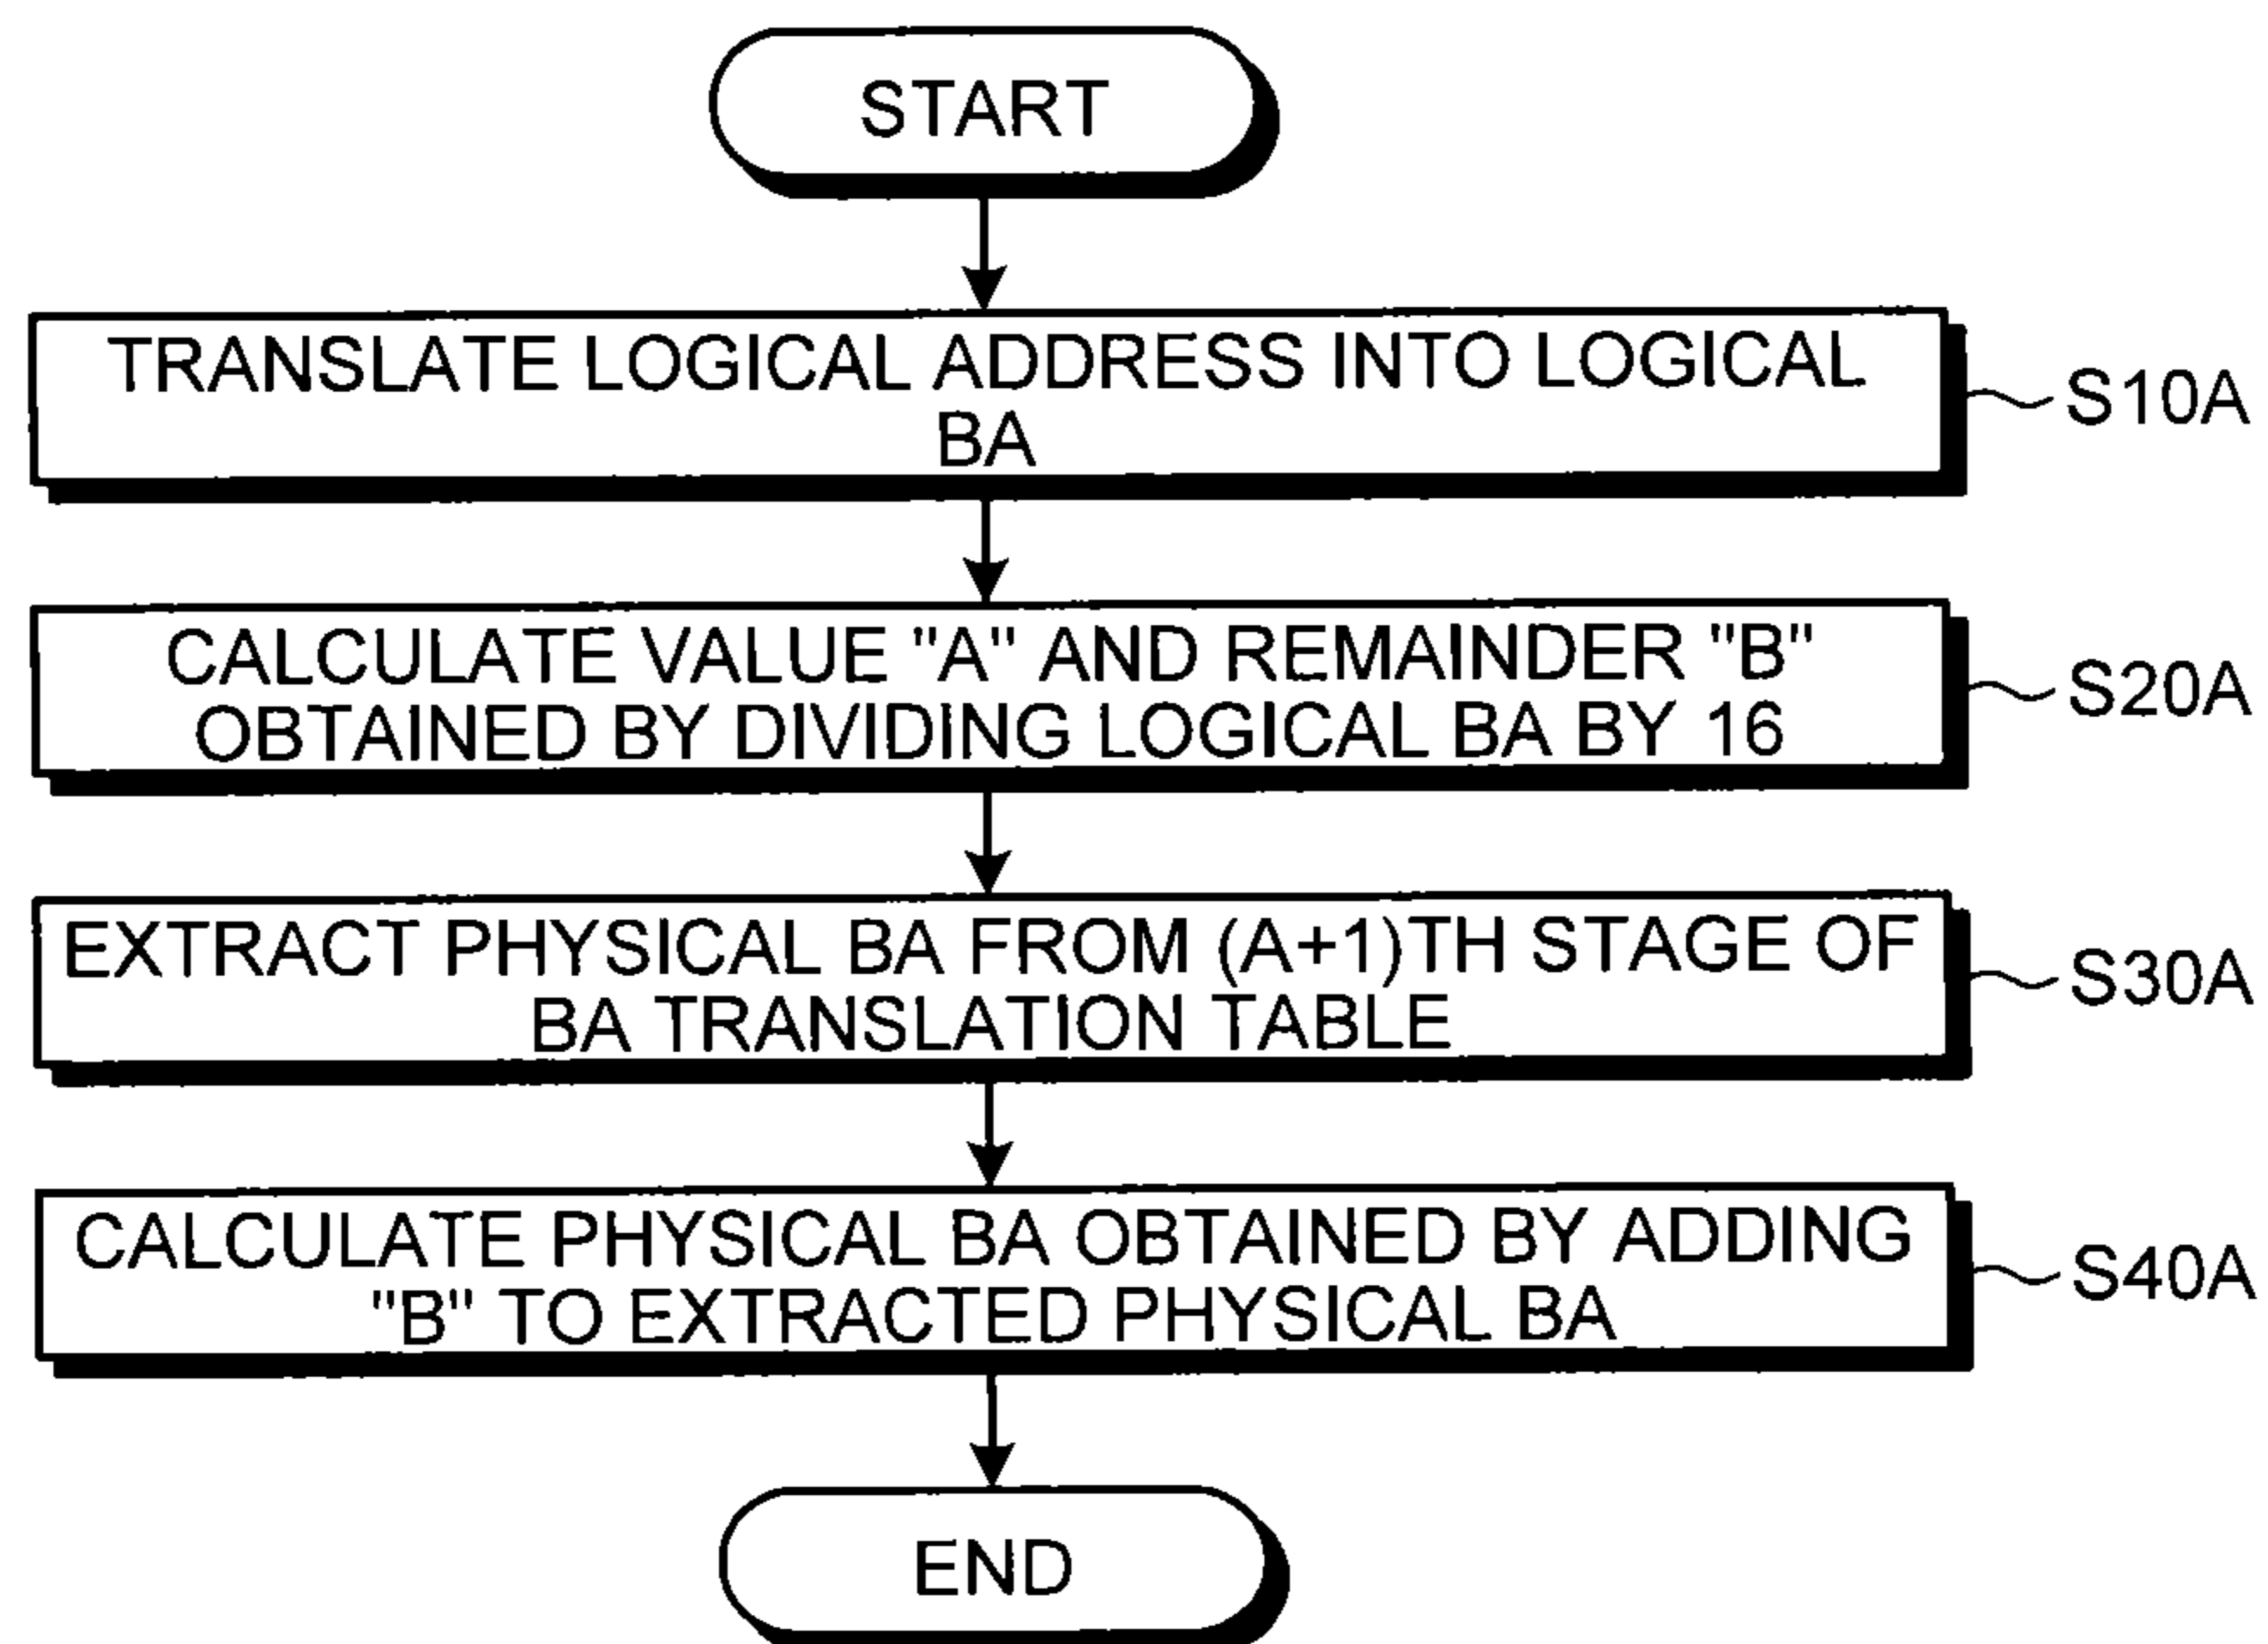 START
TRANSLATE LOGICAL ADDRESS INTO LOGICAL
BA
S10A
CALCULATE VALUE "A" AND REMAINDER "B"
OBTAINED BY DIVIDING LOGICAL BA BY 16
S20A
EXTRACT PHYSICAL BA FROM (A+1)TH STAGE OF
BA TRANSLATION TABLE
S30A
CALCULATE PHYSICAL BA OBTAINED BY ADDING
"B" TO EXTRACTED PHYSICAL BA
S40A
END